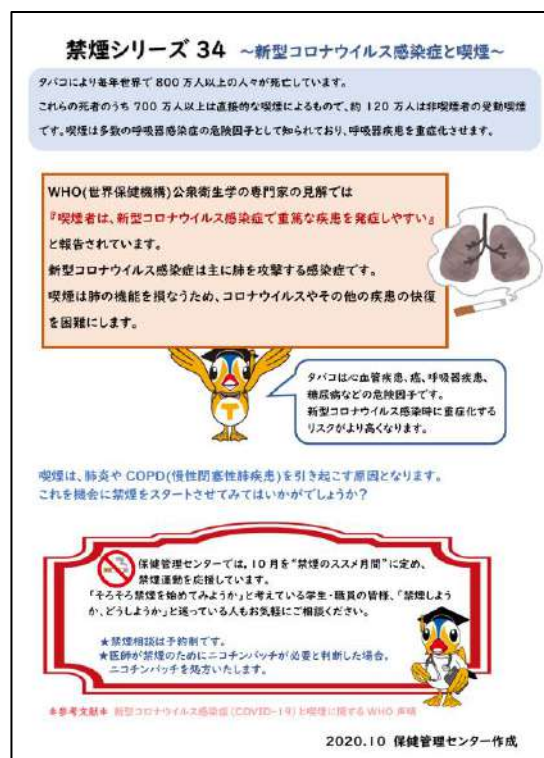 禁煙シリーズ 34 ～新型コロナウイルス感染症と喫煙～
タバコにより毎年世界で 800 万人以上の人々が死亡しています。
これらの死者のうち 700 万人以上は直接的な喫煙によるもので、約 120 万人は非喫煙者の受動喫煙
です。喫煙は多数の呼吸器感染症の危険因子として知られており、呼吸器疾患を重症化させます。
WHO(世界保健機構)公衆衛生学の専門家の見解では
『喫煙者は、新型コロナウイルス感染症で重篤な疾患を発症しやすい』
と報告されています。
新型コロナウイルス感染症は主に肺を攻撃する感染症です。
喫煙は肺の機能を損なうため、コロナウイルスやその他の疾患の快復
を困難にします。
T
タバコは心血管疾患、癌、呼吸器疾患、
糖尿病などの危険因子です。
新型コロナウイルス感染時に重症化する
リスクがより高くなります。
喫煙は、肺炎や COPD(慢性閉塞性肺疾患)を引き起こす原因となります。
これを機会に禁煙をスタートさせてみてはいかがでしょうか？
保健管理センターでは，10 月を“禁煙のススメ月間”に定め、
禁煙運動を応援しています。
「そろそろ禁煙を始めてみようか」と考えている学生・職員の皆様、「禁煙しよう
か、どうしようか」と迷っている人もお気軽にご相談ください。
★禁煙相談は予約制です。
★医師が禁煙のためにニコチンパッチが必要と判断した場合、
ニコチンパッチを処方いたします。
＊参考文献＊ 新型コロナウイルス感染症(COVID-19)と喫煙に関する WHO 声明
2020.10 保健管理センター作成